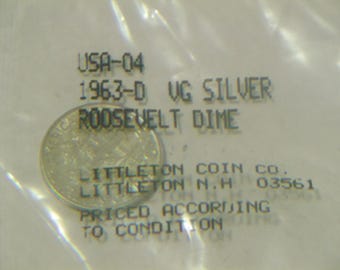 USA-04
1963-D VG SILVER
ROOSEVELT DIME
LITTLETON COIN CO.
LITTLETON N.H 03561
PRICED ACCORDING
TO CONDITION